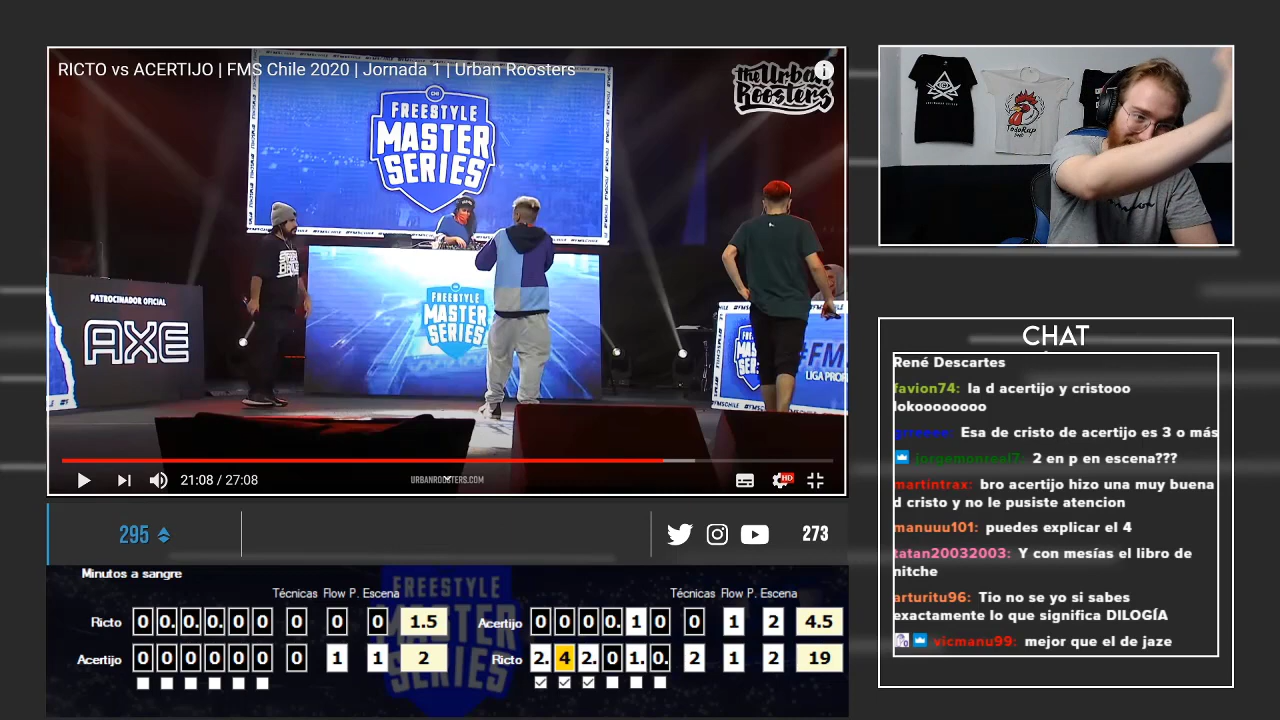 RICTO vs ACERTIJO | FMS Chile 2020 | Jornada 1 | Urban Roosters
the Urban
Roosters
FREESTYLE
MASTER
SERIES
PATROCINADOR OFICIAL
AXE
FREESTYLE
MASTER
SERIES
LIGA PROF
21:08 / 27:08
URBANROOSTERS.COM
HD
TodoRap
295
273
CHAT
René Descartes
favion74: la d acertijo y cristooo
lokoooooooo
Esa de cristo de acertijo es 3 o más
jorgemonreal7: 2 en p en escena???
martintrax: bro acertijo hizo una muy buena
d cristo y no le pusiste atencion
manuuu101: puedes explicar el 4
tatan20032003: Y con mesías el libro de
nitche
arturitu96: Tio no se yo si sabes
exactamente lo que significa DILOGÍA
vicmanu99: mejor que el de jaze
Minutos a sangre
Técnicas Flow P. Escena
Ricto 0 0. 0. 0. 0 0 0 0 0 1.5
Acertijo 0 0 0 0 0 0 0 1 1 2
Técnicas Flow P. Escena
Acertijo 0 0 0 0. 1 0 0 1 2 4.5
Ricto 2. 4 2. 0 1. 0. 2 1 2 19